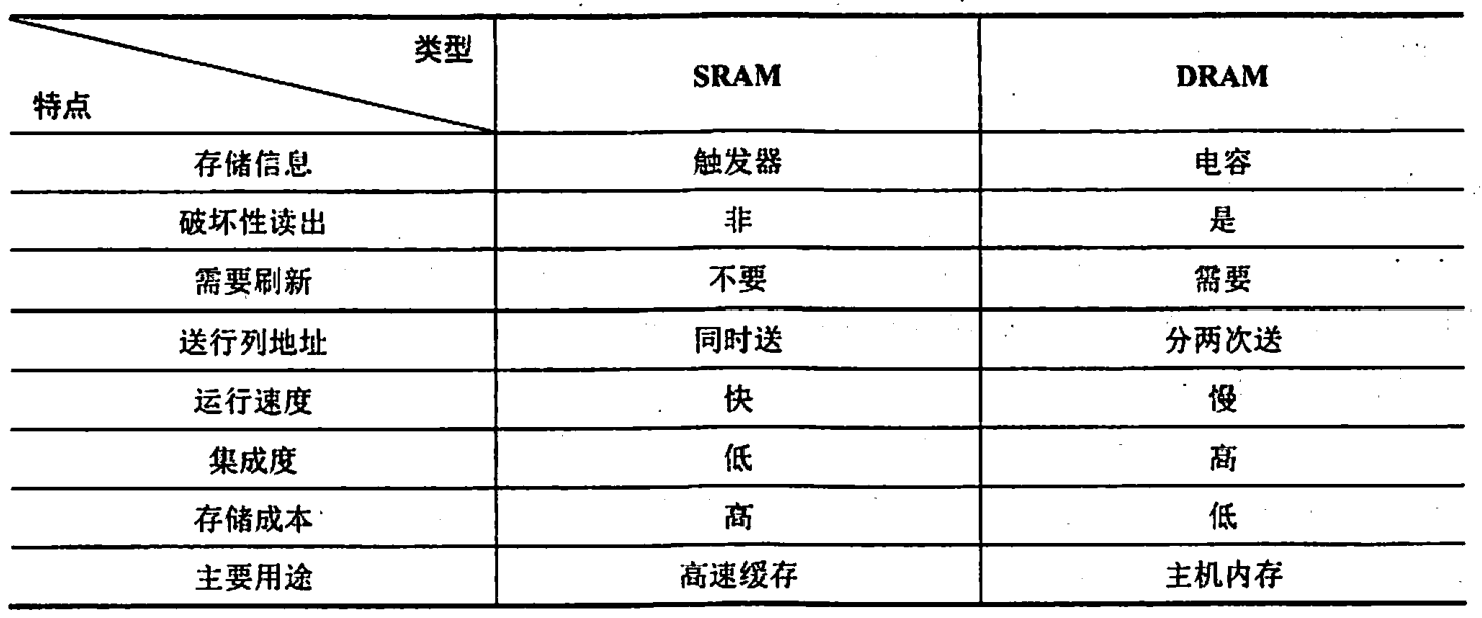 类型 SRAM DRAM
特点
存储信息 触发器 电容
破坏性读出 非 是
需要刷新 不要 需要
送行列地址 同时送 分两次送
运行速度 快 慢
集成度 低 高
存储成本 高 低
主要用途 高速缓存 主机内存